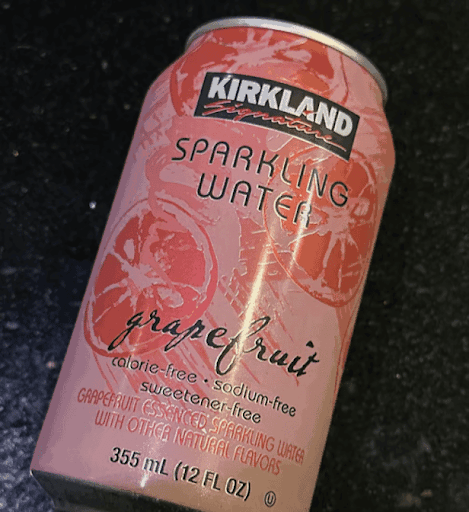 KIRKLAND
Signature
SPARKLING
WATER
grapefruit
calorie-free • sodium-free
sweetener-free
GRAPEFRUIT ESSENCED SPARKLING WATER
WITH OTHER NATURAL FLAVORS
355 mL (12 FL OZ) Ⓤ